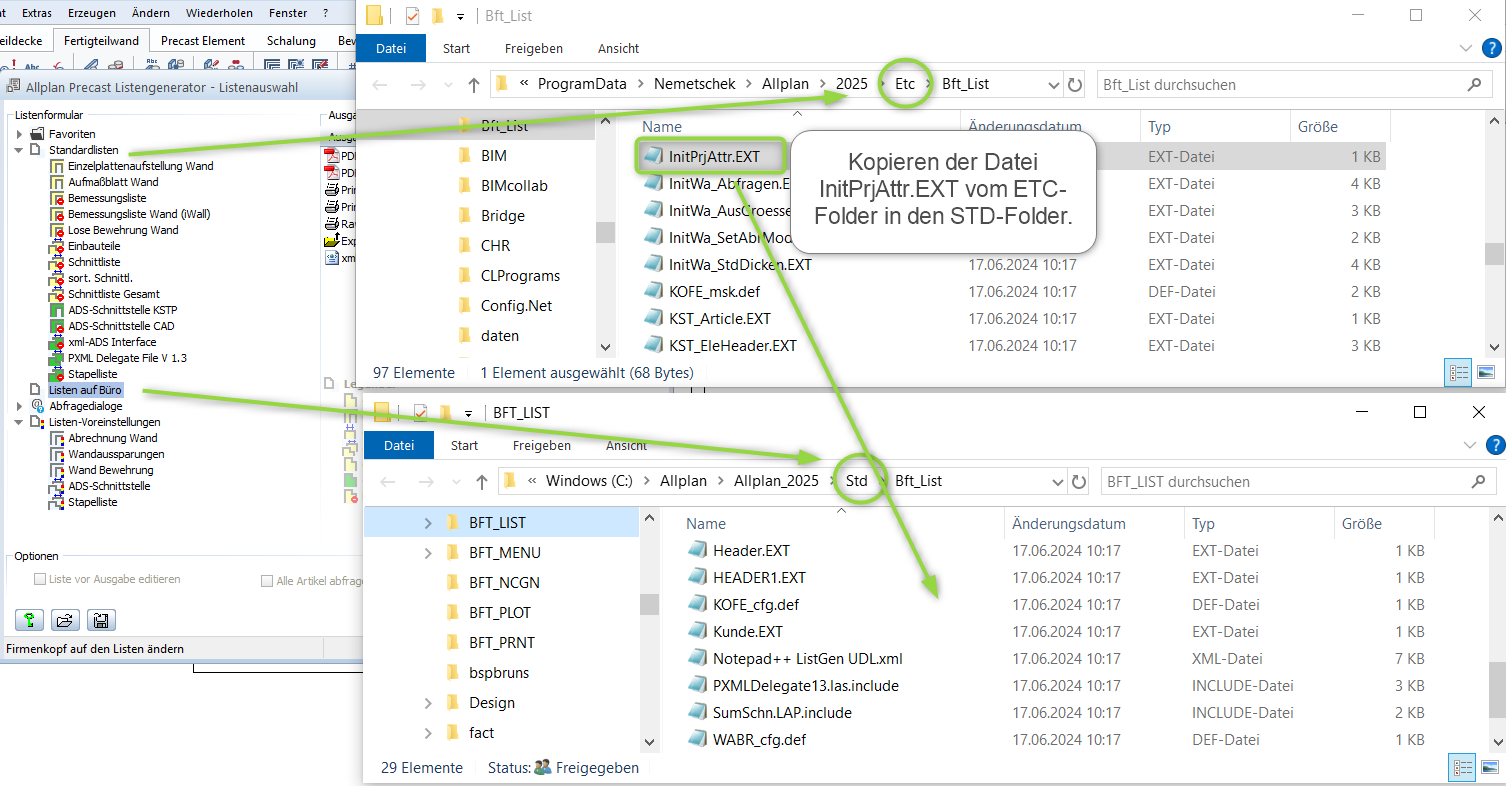 Extras Erzeugen Ändern Wiederholen Fenster ?
eildecke Fertigteilwand Precast Element Schalung Bew
Allplan Precast Listengenerator - Listenauswahl
Listenformular
Favoriten
Standardlisten
Einzelplattenaufstellung Wand
Aufmaßblatt Wand
Bemessungsliste
Bemessungsliste Wand (iWall)
Lose Bewehrung Wand
Einbauteile
Schnittliste
sort. Schnittl.
Schnittliste Gesamt
ADS-Schnittstelle KSTP
ADS-Schnittstelle CAD
xml-ADS Interface
PXML Delegate File V 1.3
Stapelliste
Listen auf Büro
Abfragedialoge
Listen-Voreinstellungen
Abrechnung Wand
Wandaussparungen
Wand Bewehrung
ADS-Schnittstelle
Stapelliste
Ausga
PD
PD
Prin
Prin
Rau
Exp
xm
Optionen
Liste vor Ausgabe editieren
Alle Artikel abfrage
Firmenkopf auf den Listen ändern
Bft_List
Datei Start Freigeben Ansicht
« ProgramData Nemetschek Allplan 2025 Etc Bft_List
Bft_List durchsuchen
Bft_List
BIM
BIMcollab
Bridge
CHR
CLPrograms
Config.Net
daten
Name Änderungsdatum Typ Größe
InitPrjAttr.EXT EXT-Datei 1 KB
InitWa_Abfragen.E EXT-Datei 4 KB
InitWa_AusGroesse EXT-Datei 3 KB
InitWa_SetAbrMod EXT-Datei 2 KB
InitWa_StdDicken.EXT 17.06.2024 10:17 EXT-Datei 4 KB
KOFE_msk.def 17.06.2024 10:17 DEF-Datei 2 KB
KST_Article.EXT 17.06.2024 10:17 EXT-Datei 1 KB
KST_EleHeader.EXT 17.06.2024 10:17 EXT-Datei 3 KB
Kopieren der Datei
InitPrjAttr.EXT vom ETC-
Folder in den STD-Folder.
97 Elemente 1 Element ausgewählt (68 Bytes)
BFT_LIST
Datei Start Freigeben Ansicht
« Windows (C:) Allplan Allplan_2025 Std Bft_List
BFT_LIST durchsuchen
BFT_LIST
BFT_MENU
BFT_NCGN
BFT_PLOT
BFT_PRNT
bspbruns
Design
fact
Name Änderungsdatum Typ Größe
Header.EXT 17.06.2024 10:17 EXT-Datei 1 KB
HEADER1.EXT 17.06.2024 10:17 EXT-Datei 1 KB
KOFE_cfg.def 17.06.2024 10:17 DEF-Datei 1 KB
Kunde.EXT 17.06.2024 10:17 EXT-Datei 1 KB
Notepad++ ListGen UDL.xml 17.06.2024 10:17 XML-Datei 7 KB
PXMLDelegate13.las.include 17.06.2024 10:17 INCLUDE-Datei 3 KB
SumSchn.LAP.include 17.06.2024 10:17 INCLUDE-Datei 2 KB
WABR_cfg.def 17.06.2024 10:17 DEF-Datei 1 KB
29 Elemente Status: Freigegeben